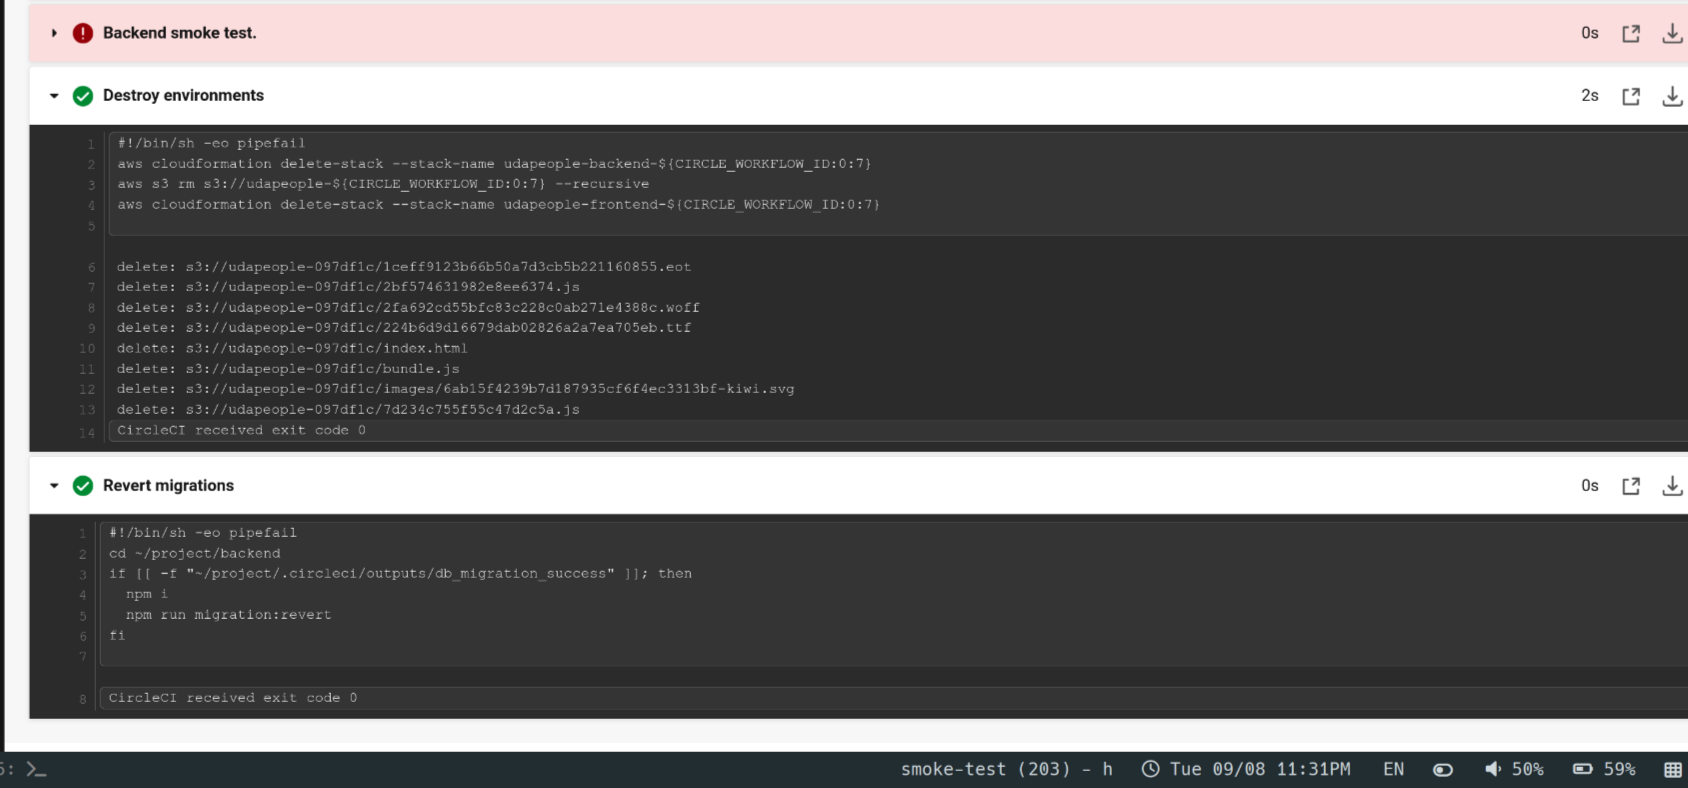 Backend smoke test.
0s
Destroy environments
2s
1 #!/bin/sh -eo pipefail
2 aws cloudformation delete-stack --stack-name udapeople-backend-${CIRCLE_WORKFLOW_ID:0:7}
3 aws s3 rm s3://udapeople-${CIRCLE_WORKFLOW_ID:0:7} --recursive
4 aws cloudformation delete-stack --stack-name udapeople-frontend-${CIRCLE_WORKFLOW_ID:0:7}
5
6 delete: s3://udapeople-097df1c/1ceff9123b66b50a7d3cb5b221160855.eot
7 delete: s3://udapeople-097df1c/2bf574631982e8ee6374.js
8 delete: s3://udapeople-097df1c/2fa692cd55bfc83c228c0ab271e4388c.woff
9 delete: s3://udapeople-097df1c/224b6d9d16679dab02826a2a7ea705eb.ttf
10 delete: s3://udapeople-097df1c/index.html
11 delete: s3://udapeople-097df1c/bundle.js
12 delete: s3://udapeople-097df1c/images/6ab15f4239b7d187935cf6f4ec3313bf-kiwi.svg
13 delete: s3://udapeople-097df1c/7d234c755f55c47d2c5a.js
14 CircleCI received exit code 0
Revert migrations
0s
1 #!/bin/sh -eo pipefail
2 cd ~/project/backend
3 if [[ -f "~/project/.circleci/outputs/db_migration_success" ]]; then
4 npm i
5 npm run migration:revert
6 fi
7
8 CircleCI received exit code 0
smoke-test (203) - h Tue 09/08 11:31PM EN 50% 59%